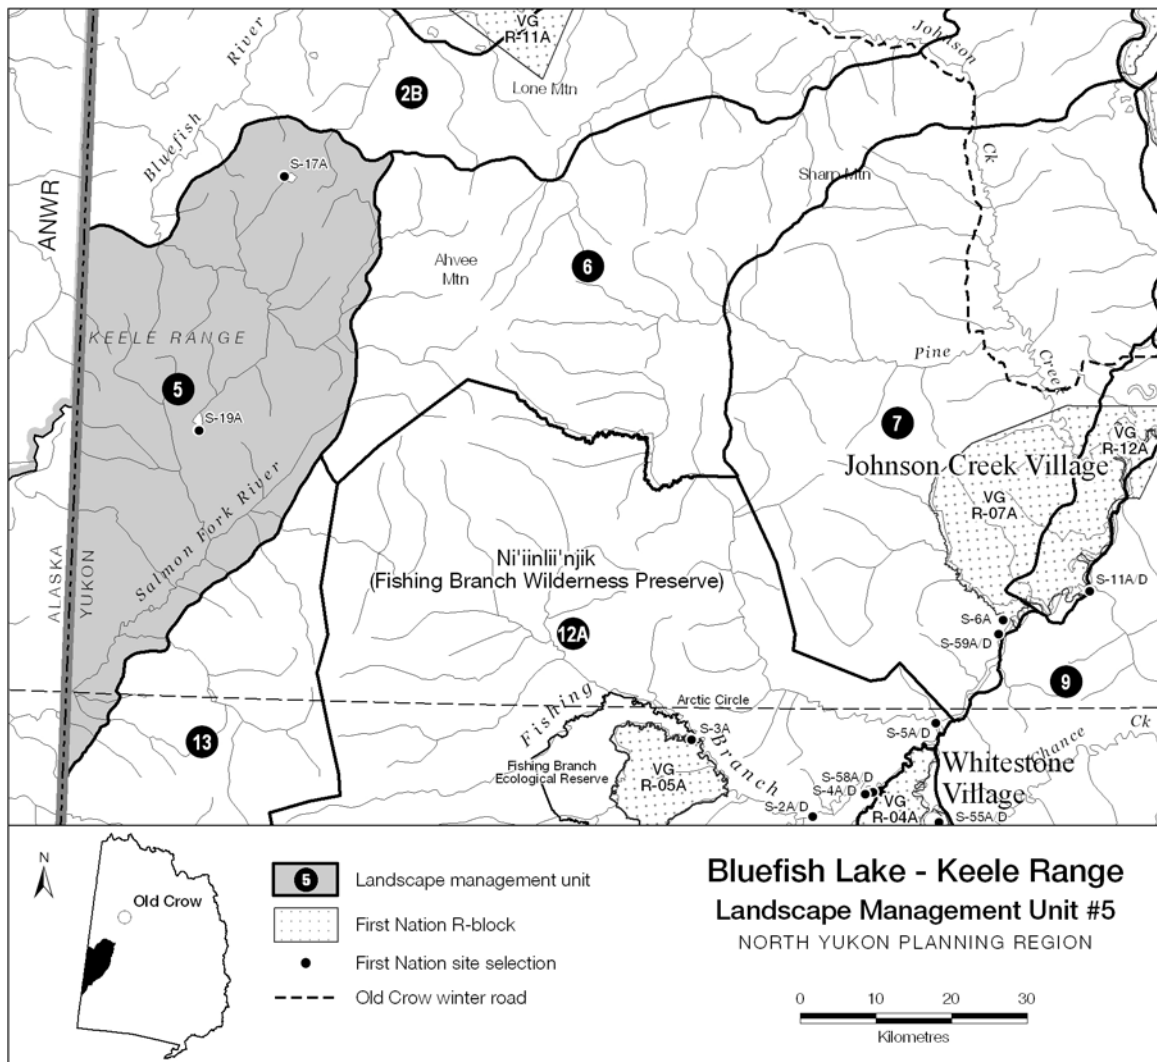 VG
R-11A
Johnson
River
2B
Lone Mtn
Bluefish
S-17A
Ck
Sharp Mtn
ANWR
Ahvee
Mtn
6
KEELE RANGE
Pine
Creek
5
S-19A
7
VG
R-12A
Johnson Creek Village
VG
R-07A
Salmon Fork River
Ni'iinlii'njik
(Fishing Branch Wilderness Preserve)
ALASKA
YUKON
S-11A/D
S-6A
S-59A/D
12A
9
Fishing
Arctic Circle
13
S-3A
Branch
S-5A/D
Ck
Chance
Fishing Branch
Ecological Reserve
VG
R-05A
Whitestone
Village
S-58A/D
S-4A/D
S-2A/D
VG
R-04A
S-55A/D
N
Old Crow
5
Landscape management unit
First Nation R-block
First Nation site selection
Old Crow winter road
Bluefish Lake - Keele Range
Landscape Management Unit #5
NORTH YUKON PLANNING REGION
0 10 20 30
Kilometres